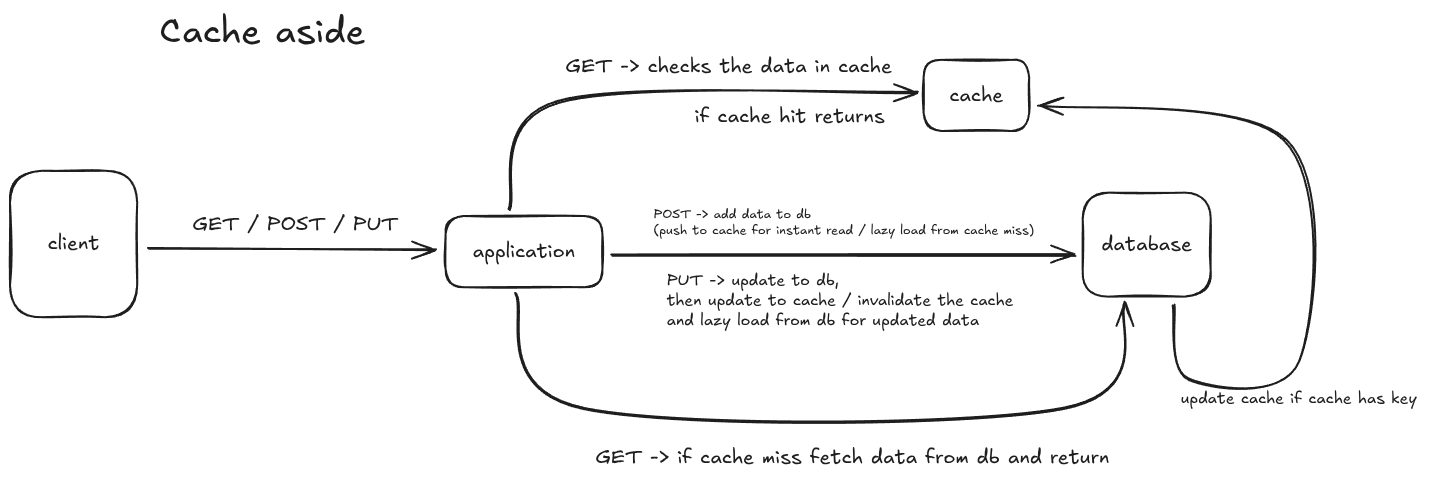 Cache aside
GET -> checks the data in cache
cache
if cache hit returns
client
GET / POST / PUT
application
POST -> add data to db
(push to cache for instant read / lazy load from cache miss)
database
PUT -> update to db,
then update to cache / invalidate the cache
and lazy load from db for updated data
update cache if cache has key
GET -> if cache miss fetch data from db and return